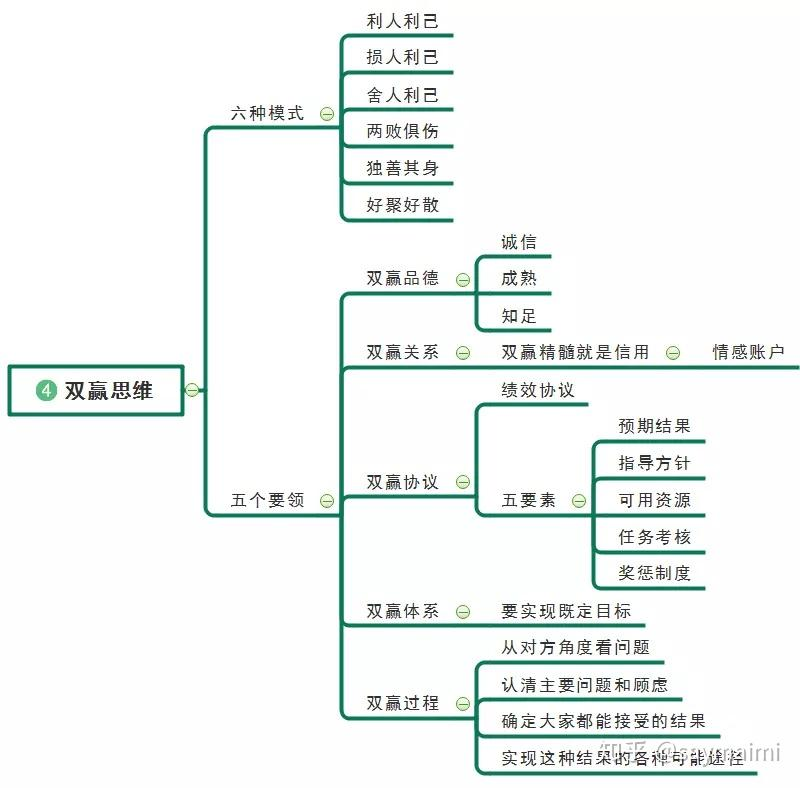 利人利己
损人利己
舍人利己
六种模式
两败俱伤
独善其身
好聚好散
诚信
双赢品德
成熟
知足
双赢关系
双赢精髓就是信用
情感账户
4 双赢思维
绩效协议
预期结果
指导方针
双赢协议
五个要领
五要素
可用资源
任务考核
奖惩制度
双赢体系
要实现既定目标
从对方角度看问题
认清主要问题和顾虑
双赢过程
确定大家都能接受的结果
实现这种结果的各种可能途径
知乎